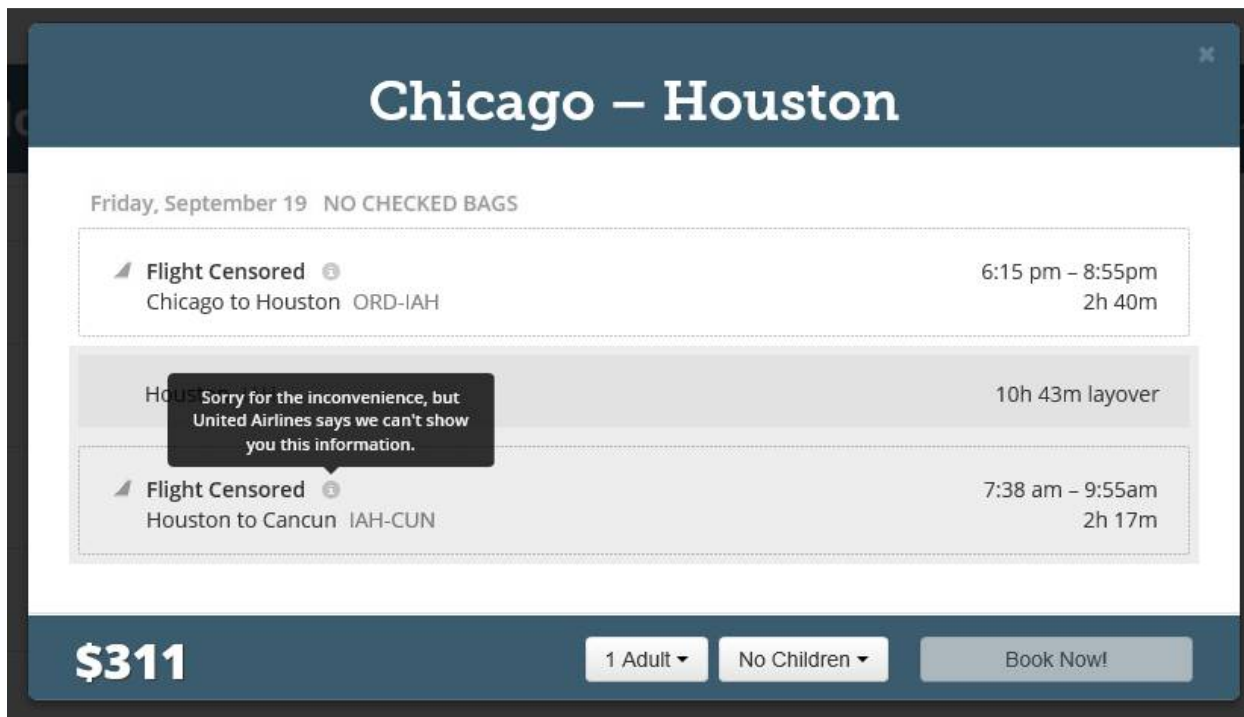 Chicago – Houston
Friday, September 19 NO CHECKED BAGS
Flight Censored
6:15 pm – 8:55pm
Chicago to Houston ORD-IAH
2h 40m
10h 43m layover
Sorry for the inconvenience, but
United Airlines says we can't show
you this information.
Flight Censored
7:38 am – 9:55am
Houston to Cancun IAH-CUN
2h 17m
$311
1 Adult
No Children
Book Now!